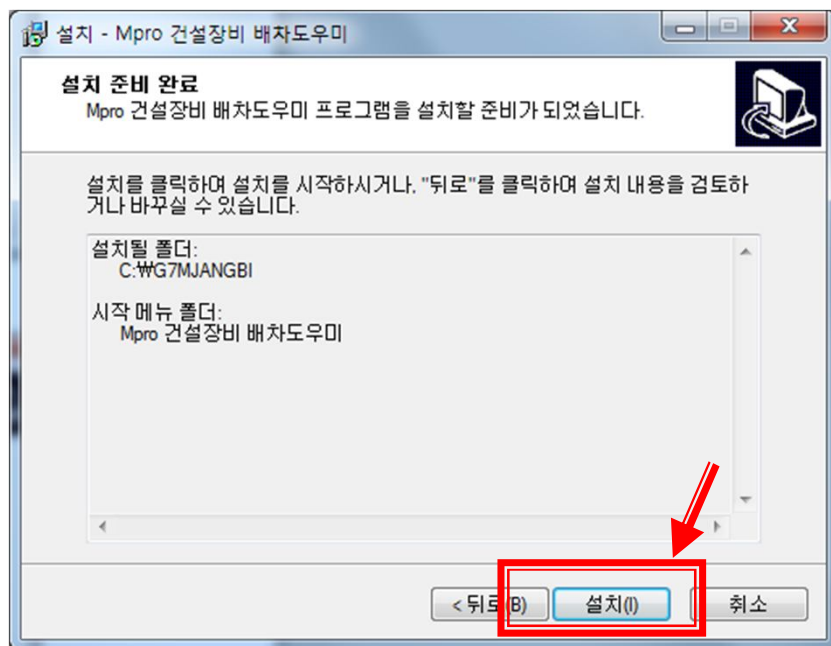 설치 - Mpro 건설장비 배차도우미
설치 준비 완료
Mpro 건설장비 배차도우미 프로그램을 설치할 준비가 되었습니다.
설치를 클릭하여 설치를 시작하시거나, "뒤로"를 클릭하여 설치 내용을 검토하
거나 바꾸실 수 있습니다.
설치될 폴더:
C:₩G7MJANGBI
시작 메뉴 폴더:
Mpro 건설장비 배차도우미
< 뒤로(B) 설치(I) 취소